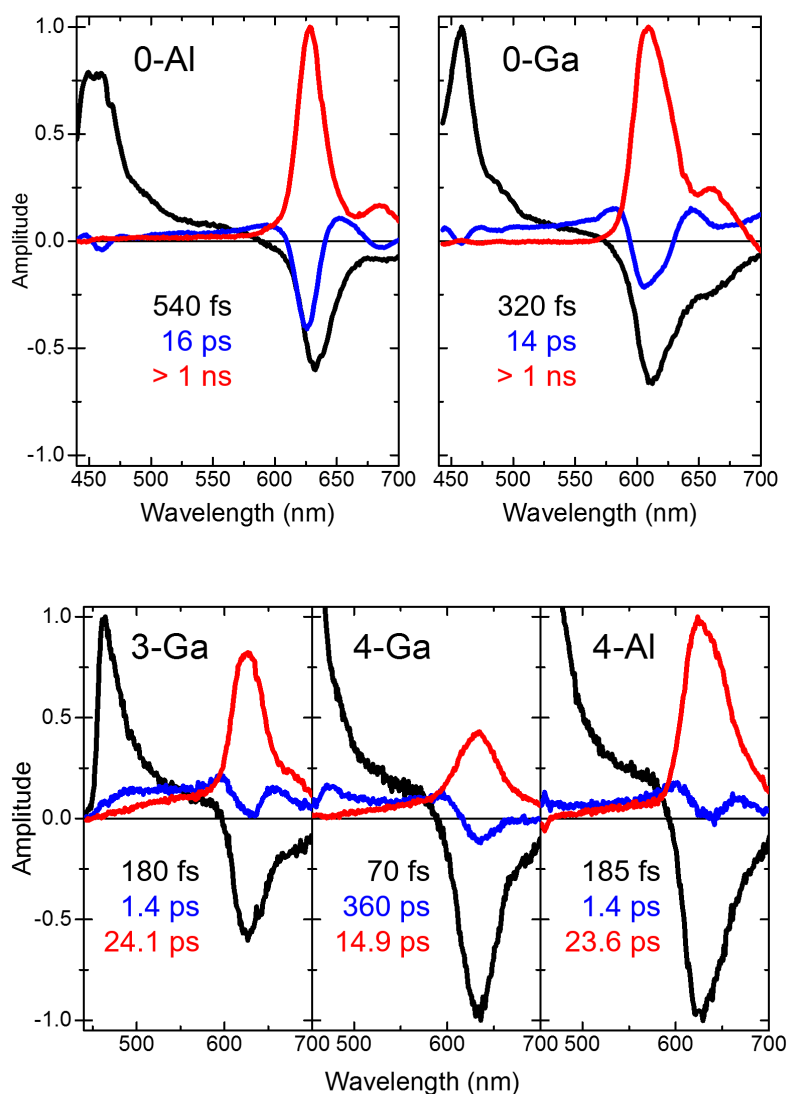 0-Al
0-Ga
Amplitude
1.0
0.5
0.0
-0.5
-1.0
540 fs
16 ps
> 1 ns
320 fs
14 ps
> 1 ns
450 500 550 600 650 700
450 500 550 600 650 700
Wavelength (nm)
Wavelength (nm)
3-Ga
4-Ga
4-Al
Amplitude
1.0
0.5
0.0
-0.5
-1.0
180 fs
1.4 ps
24.1 ps
70 fs
360 ps
14.9 ps
185 fs
1.4 ps
23.6 ps
500 600 700 500 600 700 500 600 700
Wavelength (nm)